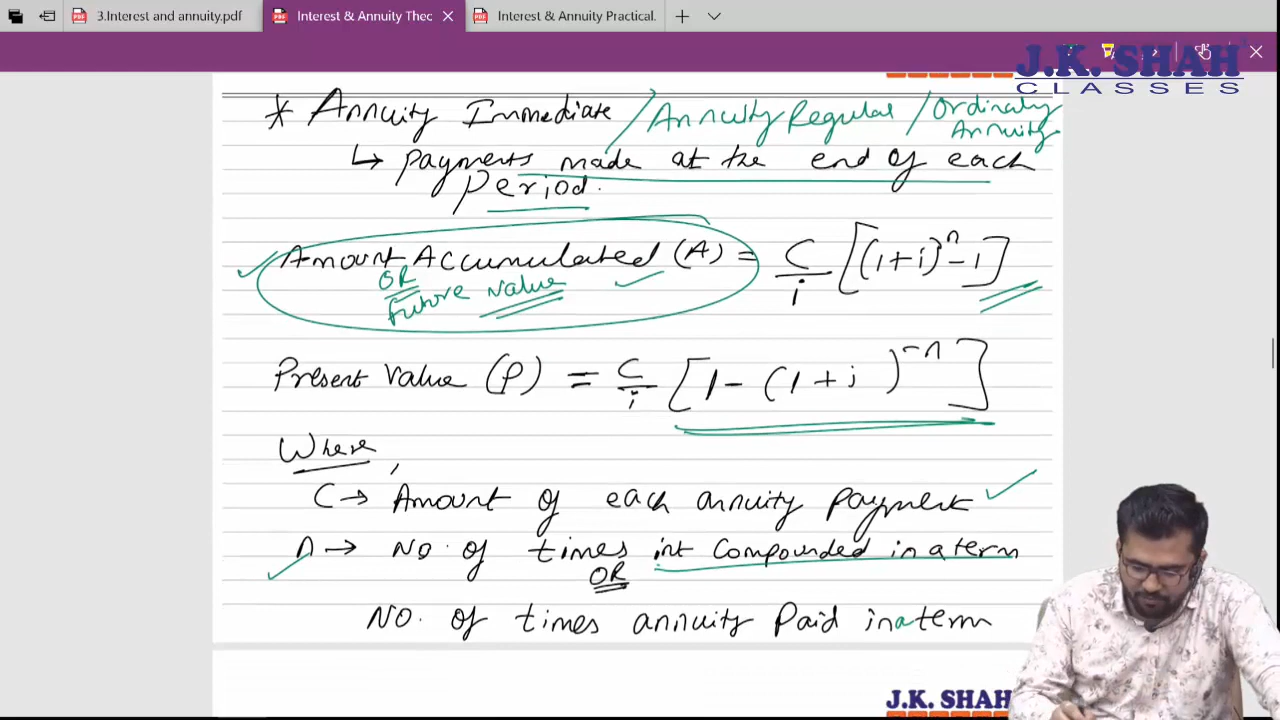 3.Interest and annuity.pdf
Interest & Annuity Theo
Interest & Annuity Practical.
J.K. SHAH
CLASSES
* Annuity Immediate / Annuity Regular / Ordinary Annuity
↳ payments made at the end of each
period.
Amount Accumulated (A) = C/i [(1+i)^n - 1]
OR
future value
Present Value (P) = C/i [1 - (1+i)^-n]
Where,
C → Amount of each annuity payment
n → No. of times int compounded in a term
OR
No. of times annuity paid in a term
J.K. SHAH